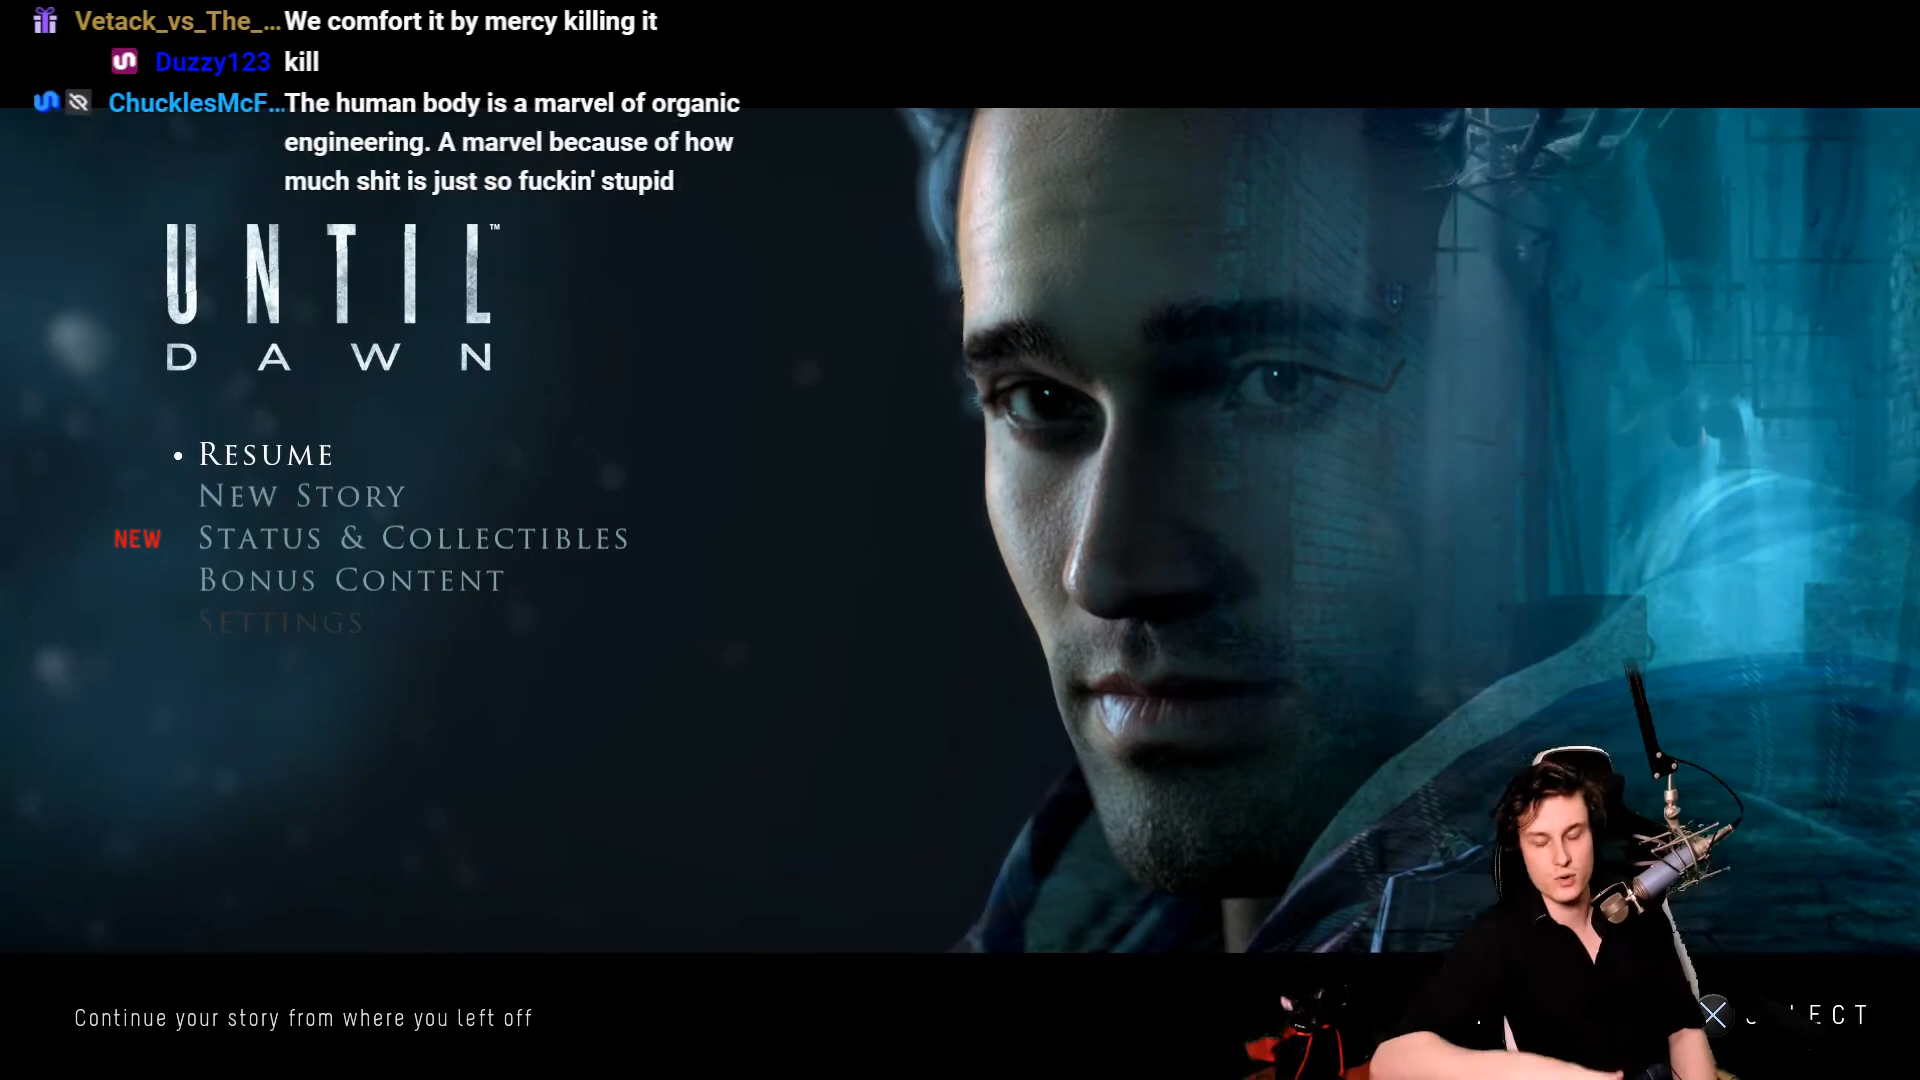 Vetack_vs_The_... We comfort it by mercy killing it
Duzzy123 kill
ChucklesMcF... The human body is a marvel of organic
engineering. A marvel because of how
much shit is just so fuckin' stupid
UNTIL™
DAWN
RESUME
NEW STORY
NEW STATUS & COLLECTIBLES
BONUS CONTENT
SETTINGS
Continue your story from where you left off